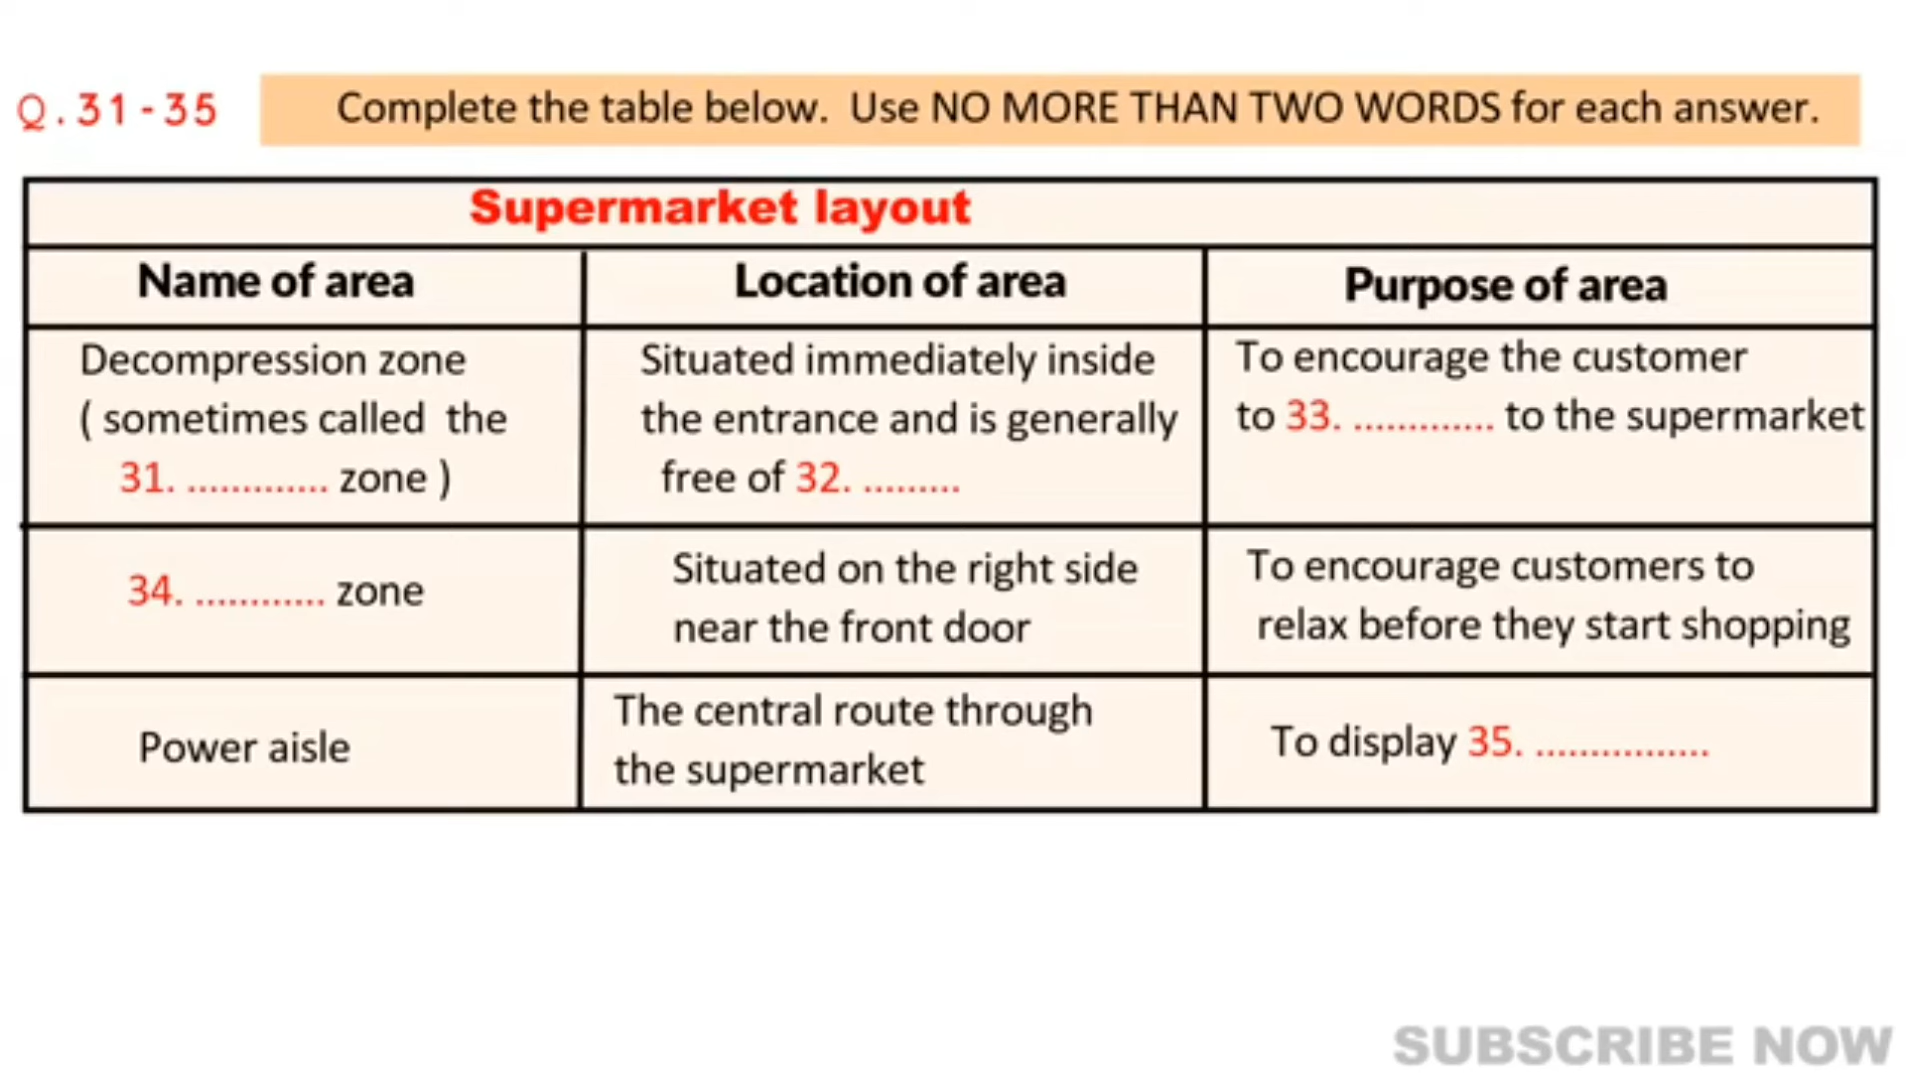 Q.31-35
Complete the table below. Use NO MORE THAN TWO WORDS for each answer.
Supermarket layout
Name of area
Location of area
Purpose of area
Decompression zone
( sometimes called the
31. ............. zone )
Situated immediately inside
the entrance and is generally
free of 32. .........
To encourage the customer
to 33. ............. to the supermarket
34. ............ zone
Situated on the right side
near the front door
To encourage customers to
relax before they start shopping
Power aisle
The central route through
the supermarket
To display 35. ................
SUBSCRIBE NOW